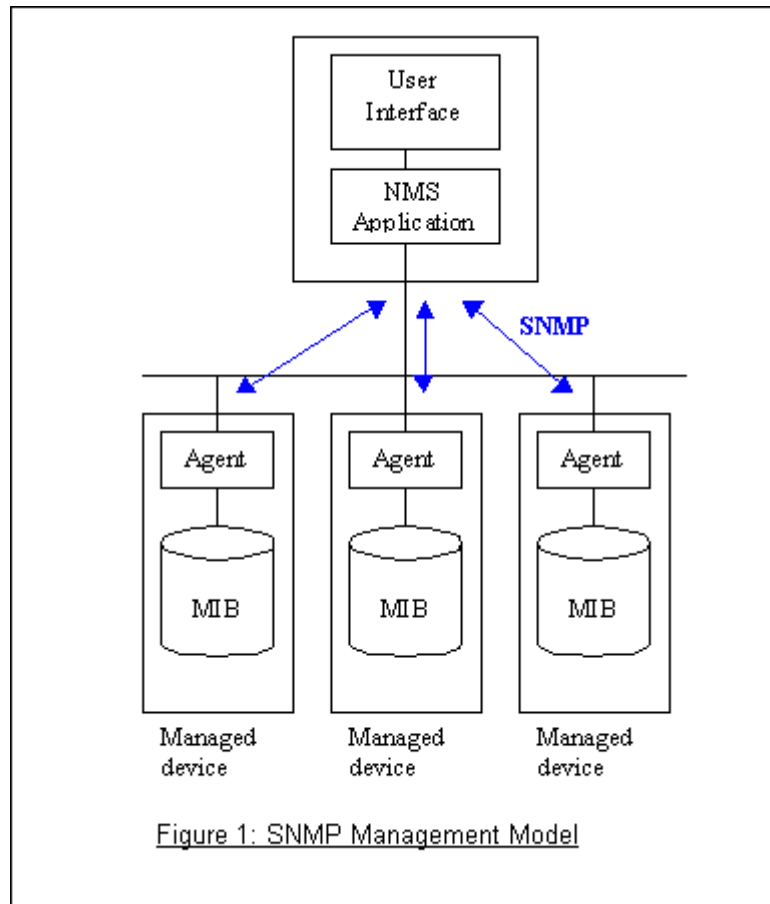 User
Interface
NMS
Application
SNMP
Agent
Agent
Agent
MIB
MIB
MIB
Managed
device
Managed
device
Managed
device
Figure 1: SNMP Management Model